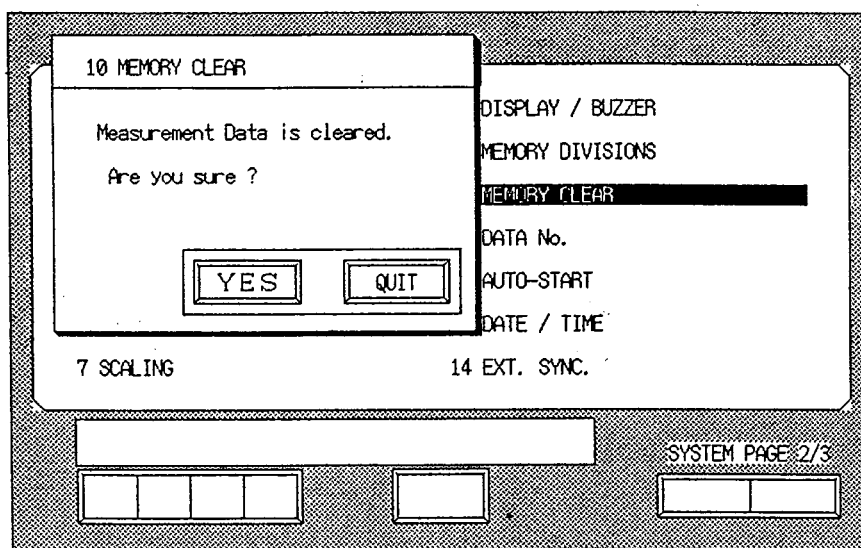 10 MEMORY CLEAR
Measurement Data is cleared.
Are you sure ?
YES QUIT
DISPLAY / BUZZER
MEMORY DIVISIONS
MEMORY CLEAR
DATA No.
AUTO-START
DATE / TIME
7 SCALING
14 EXT. SYNC.
SYSTEM PAGE 2/3